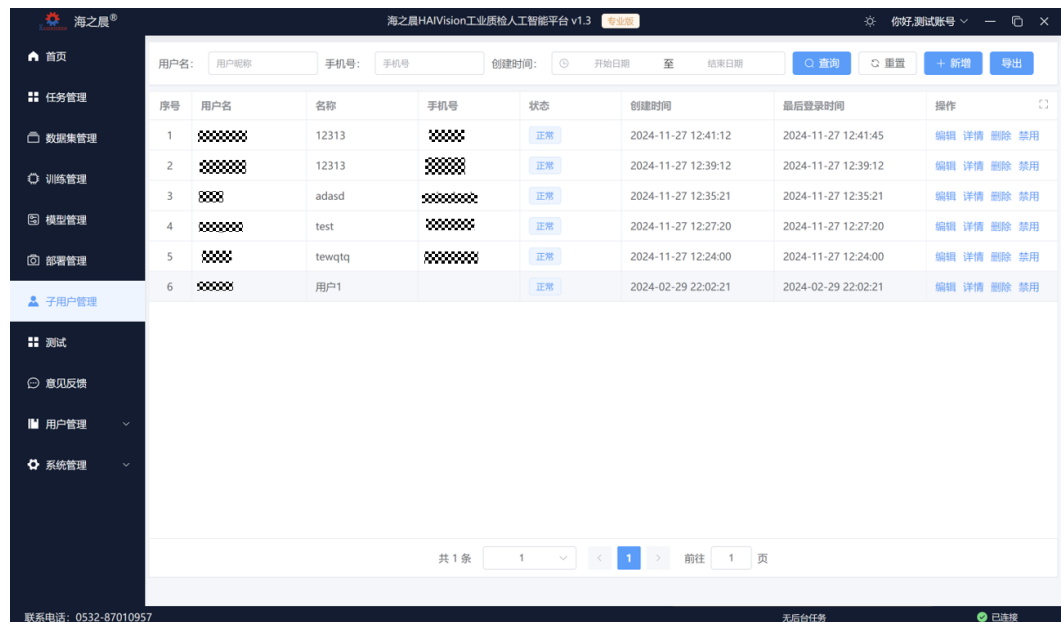 海之晨®
海之晨HAIVision工业质检人工智能平台 v1.3 专业版
你好,测试账号
首页
任务管理
数据集管理
训练管理
模型管理
部署管理
子用户管理
测试
意见反馈
用户管理
系统管理
用户名: 用户昵称 手机号: 手机号 创建时间: 开始日期 至 结束日期 查询 重置 + 新增 导出
序号 用户名 名称 手机号 状态 创建时间 最后登录时间 操作
1 12313 正常 2024-11-27 12:41:12 2024-11-27 12:41:45 编辑 详情 删除 禁用
2 12313 正常 2024-11-27 12:39:12 2024-11-27 12:39:12 编辑 详情 删除 禁用
3 adasd 正常 2024-11-27 12:35:21 2024-11-27 12:35:21 编辑 详情 删除 禁用
4 test 正常 2024-11-27 12:27:20 2024-11-27 12:27:20 编辑 详情 删除 禁用
5 tewqtq 正常 2024-11-27 12:24:00 2024-11-27 12:24:00 编辑 详情 删除 禁用
6 用户1 正常 2024-02-29 22:02:21 2024-02-29 22:02:21 编辑 详情 删除 禁用
共 1 条 1 < 1 > 前往 1 页
联系电话: 0532-87010957 无后台任务 已连接